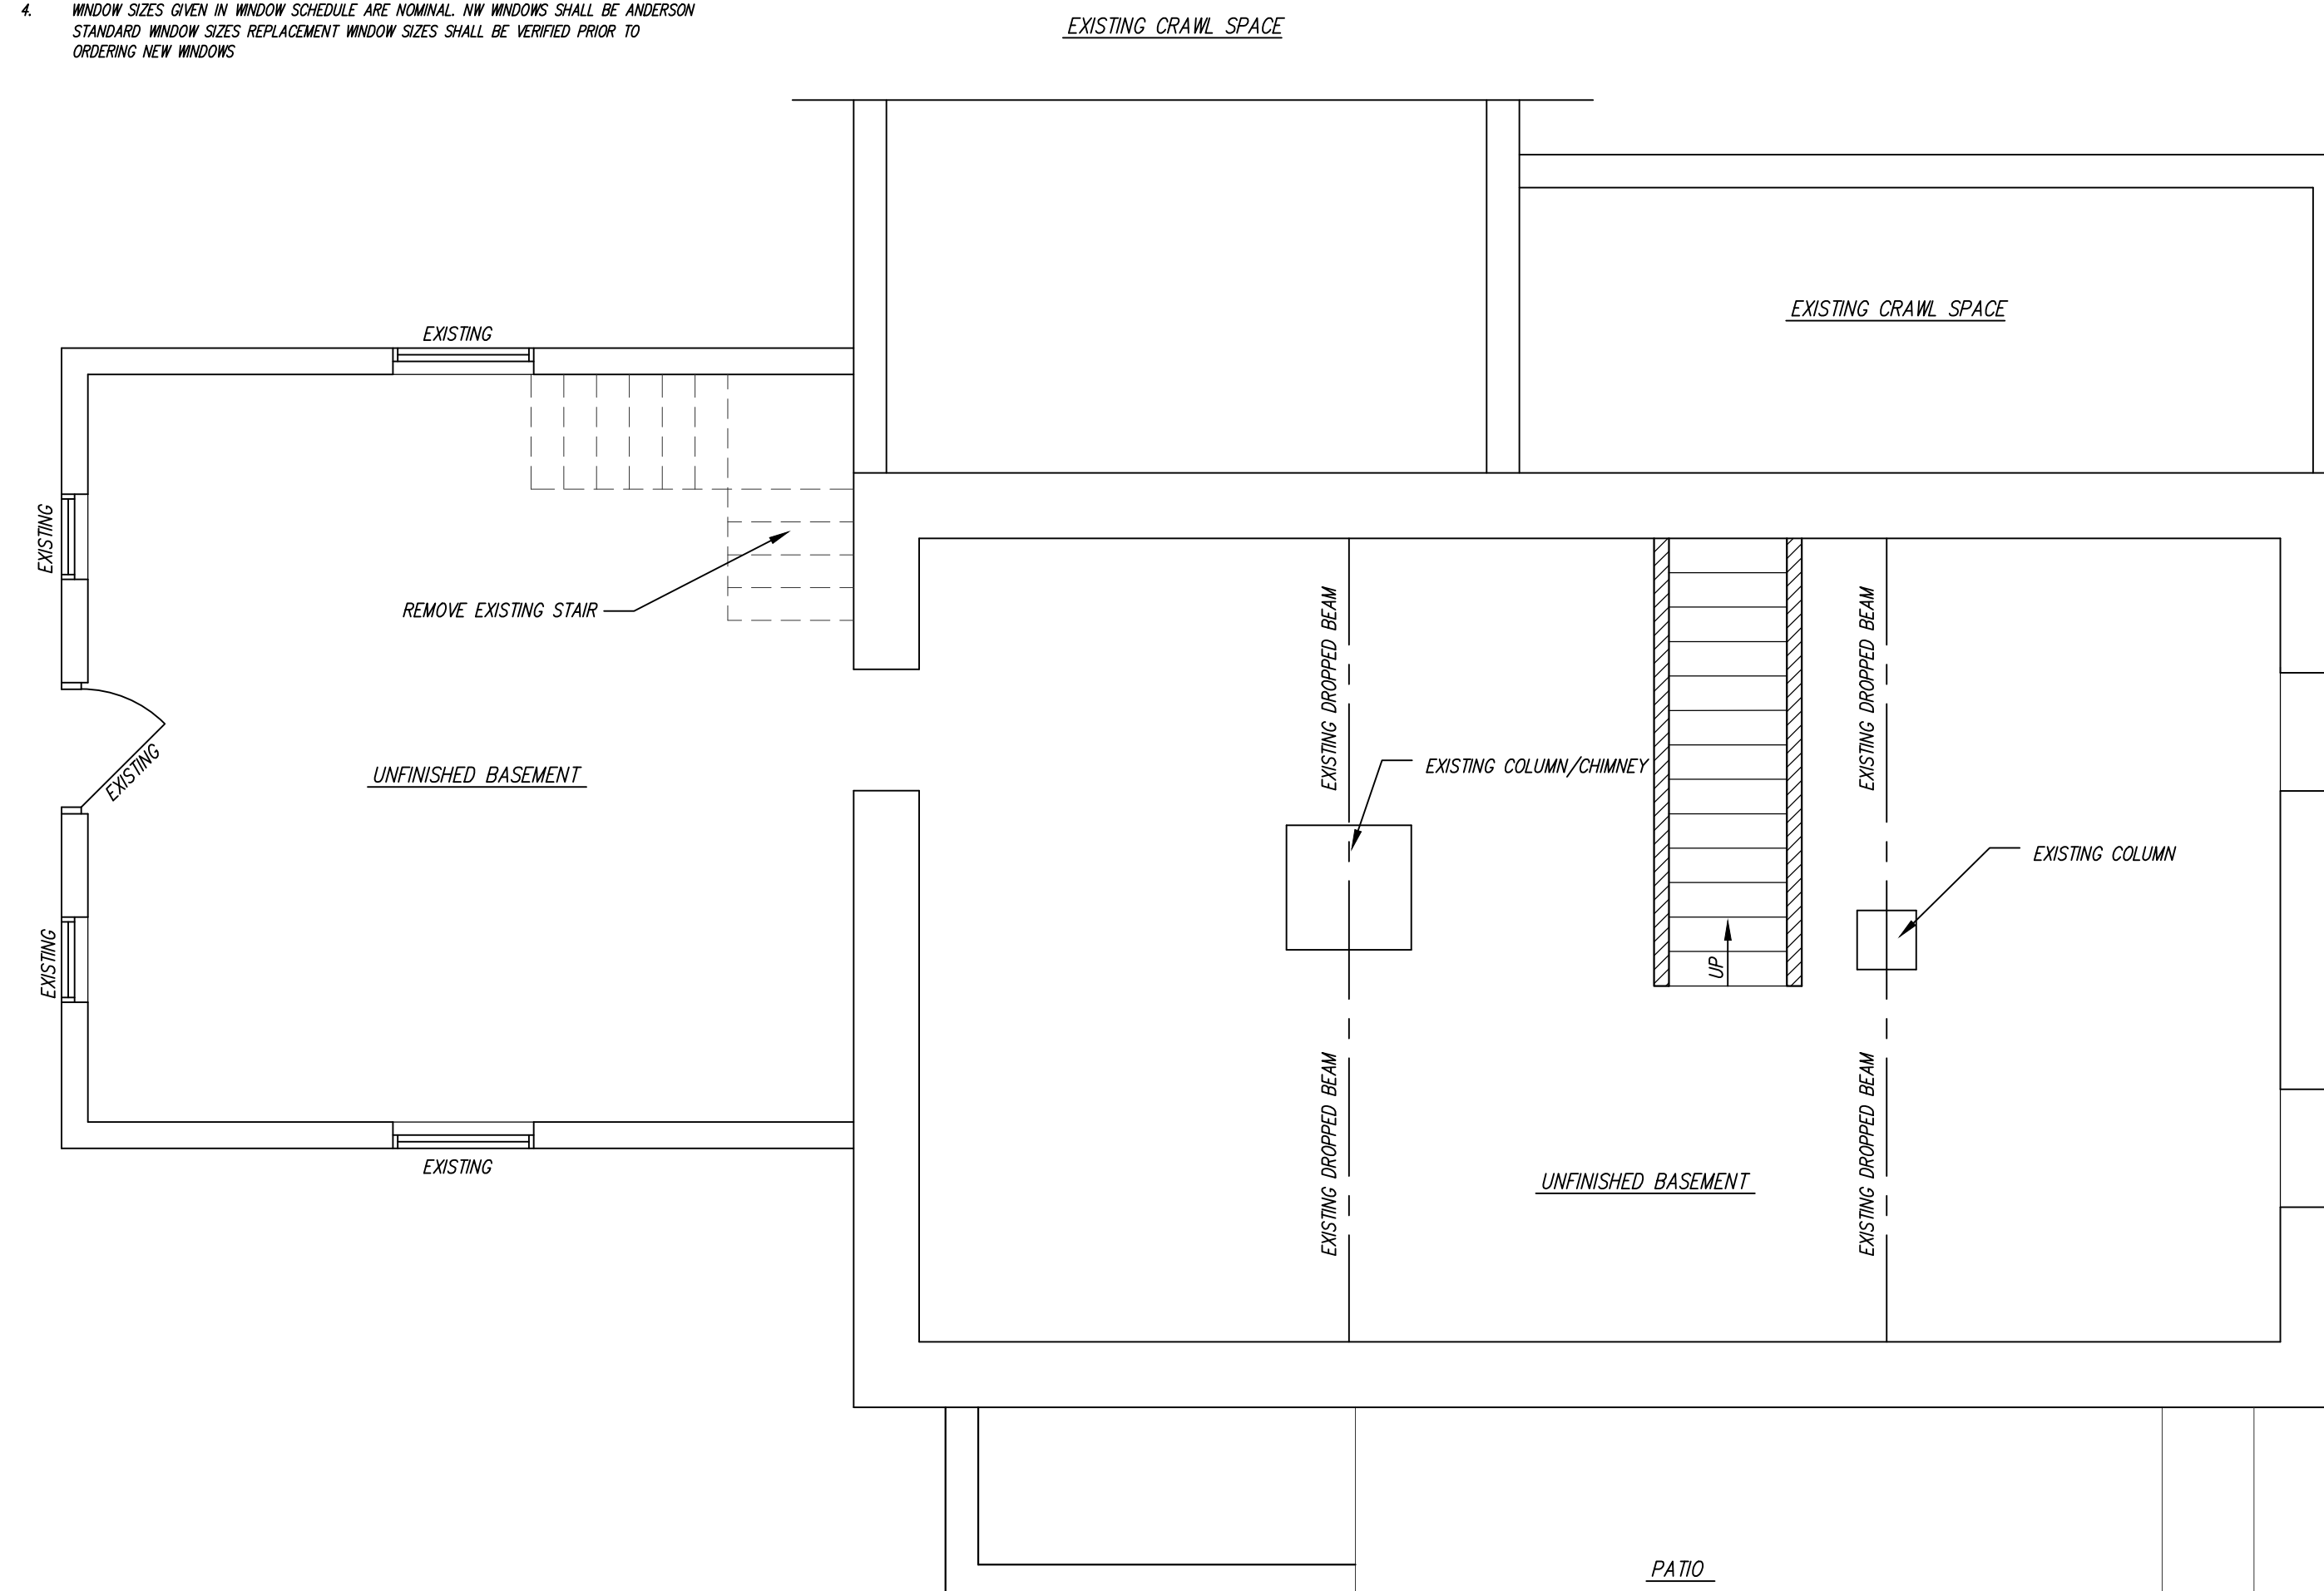 4. WINDOW SIZES GIVEN IN WINDOW SCHEDULE ARE NOMINAL. NW WINDOWS SHALL BE ANDERSON
STANDARD WINDOW SIZES REPLACEMENT WINDOW SIZES SHALL BE VERIFIED PRIOR TO
ORDERING NEW WINDOWS
EXISTING CRAWL SPACE
EXISTING CRAWL SPACE
EXISTING
EXISTING
REMOVE EXISTING STAIR
EXISTING DROPPED BEAM
EXISTING DROPPED BEAM
EXISTING
UNFINISHED BASEMENT
EXISTING COLUMN/CHIMNEY
EXISTING COLUMN
EXISTING
UP
EXISTING DROPPED BEAM
EXISTING DROPPED BEAM
EXISTING
UNFINISHED BASEMENT
PATIO